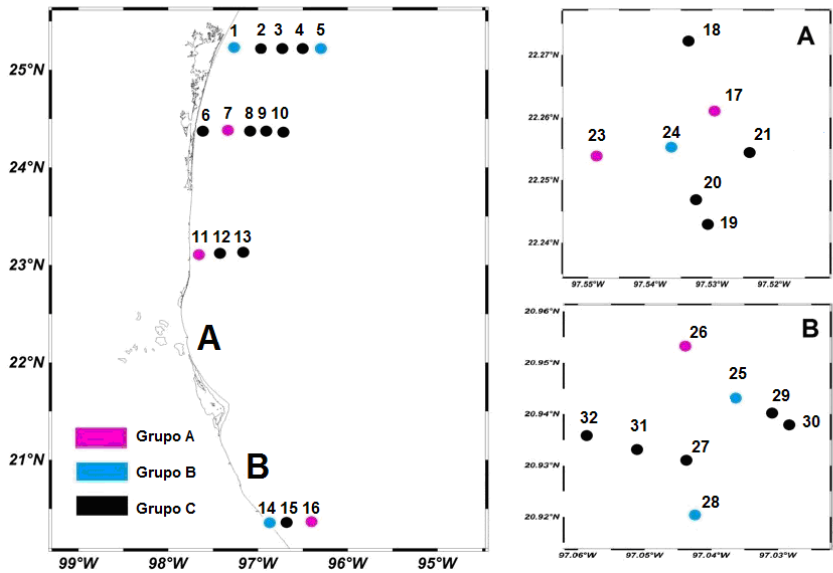 1 2 3 4 5
25°N
6 7 8 9 10
24°N
11 12 13
23°N
A
22°N
Grupo A
21°N
Grupo B
B
Grupo C
14 15 16
99°W 98°W 97°W 96°W 95°W
A
18
22.27°N
17
22.26°N
23 24 21
22.25°N
20
19
22.24°N
97.55°W 97.54°W 97.53°W 97.52°W
20.96°N
B
26
20.95°N
25
29
20.94°N
32 31 30
27
20.93°N
28
20.92°N
97.06°W 97.05°W 97.04°W 97.03°W